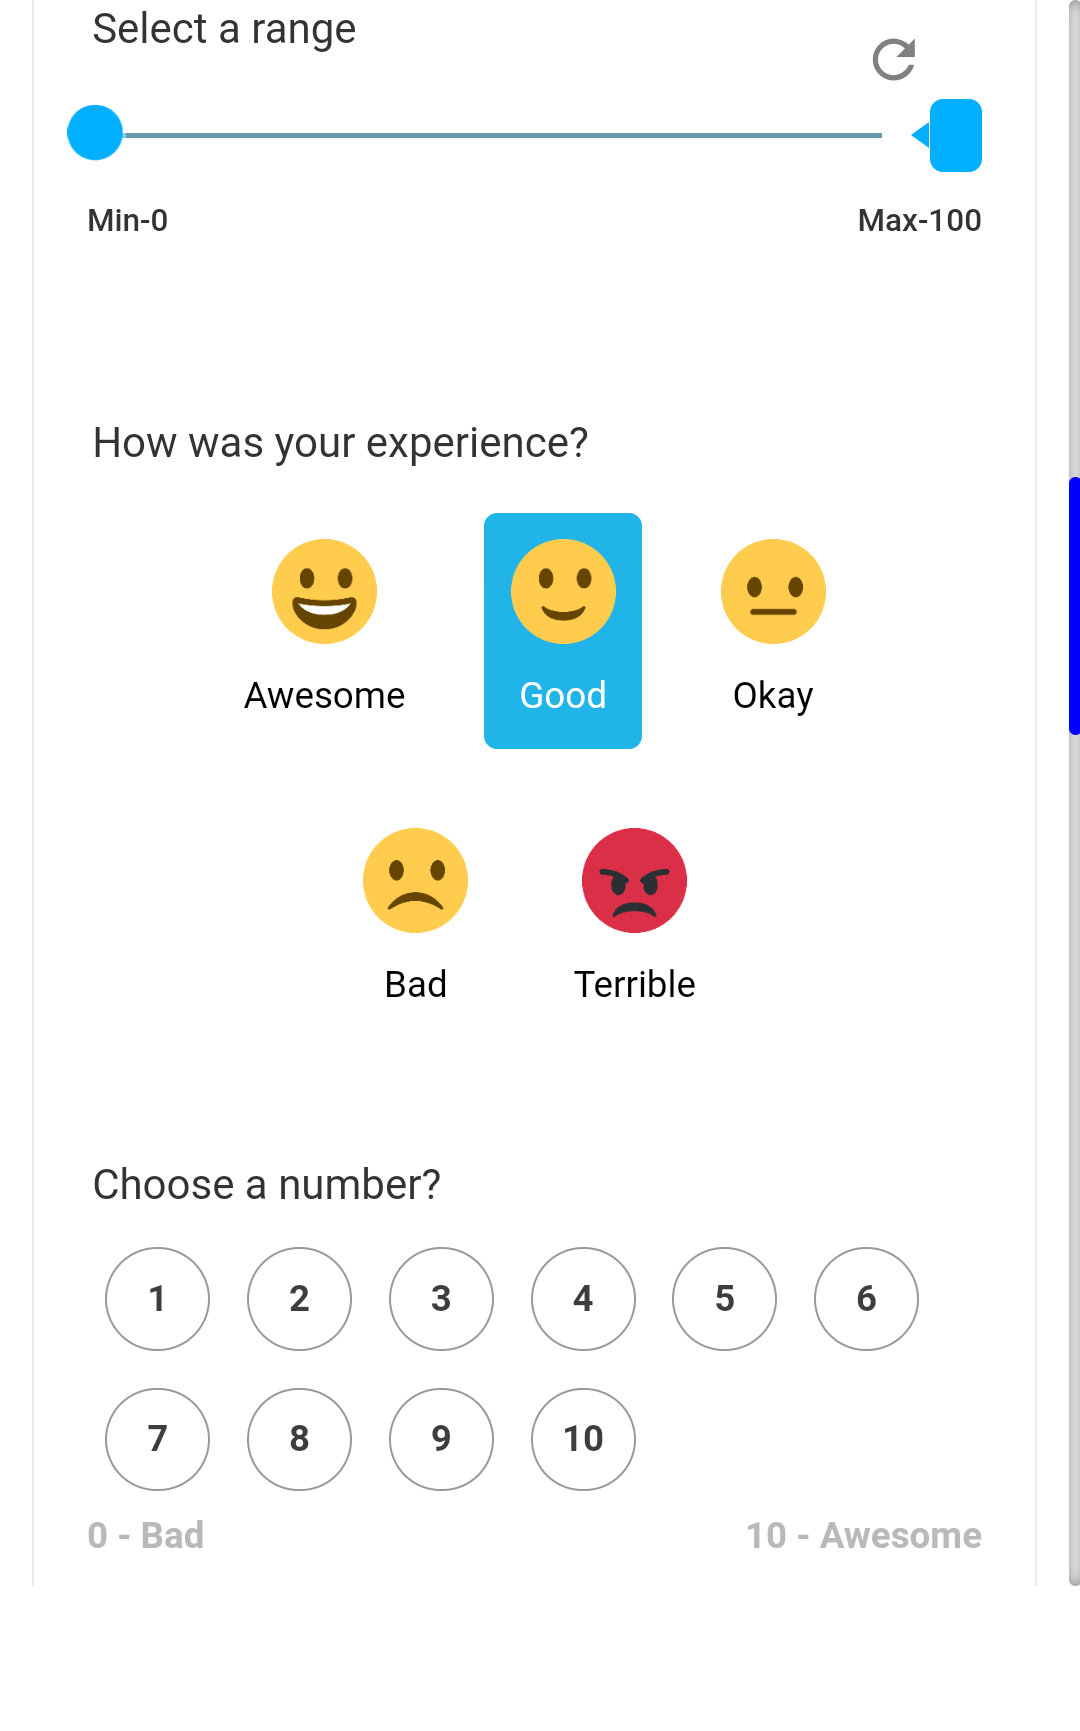 Select a range
Min-0 Max-100
How was your experience?
Awesome Good Okay
Bad Terrible
Choose a number?
1 2 3 4 5 6
7 8 9 10
0 - Bad 10 - Awesome